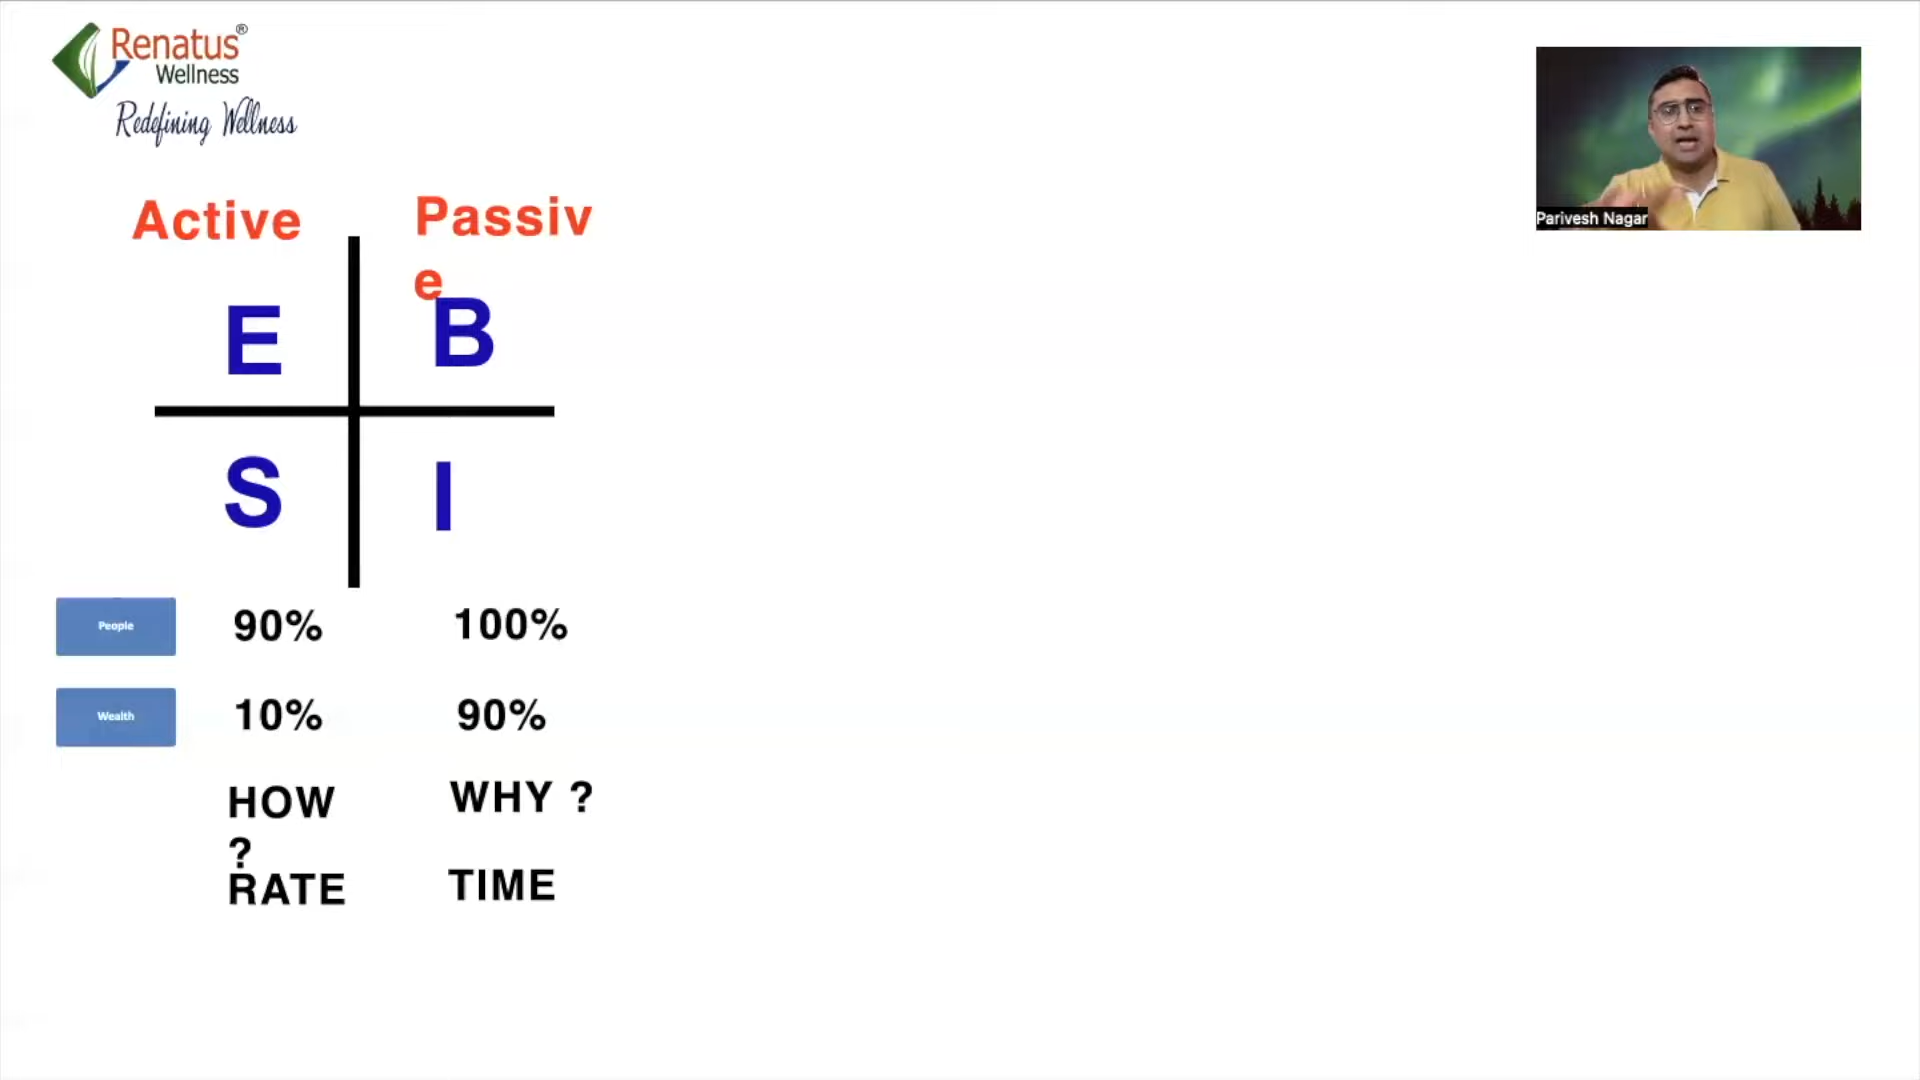 Renatus®
Wellness
Redefining Wellness
Parivesh Nagar
Active
Passiv
e
E
B
S
I
People
90%
100%
Wealth
10%
90%
HOW
?
WHY ?
RATE
TIME